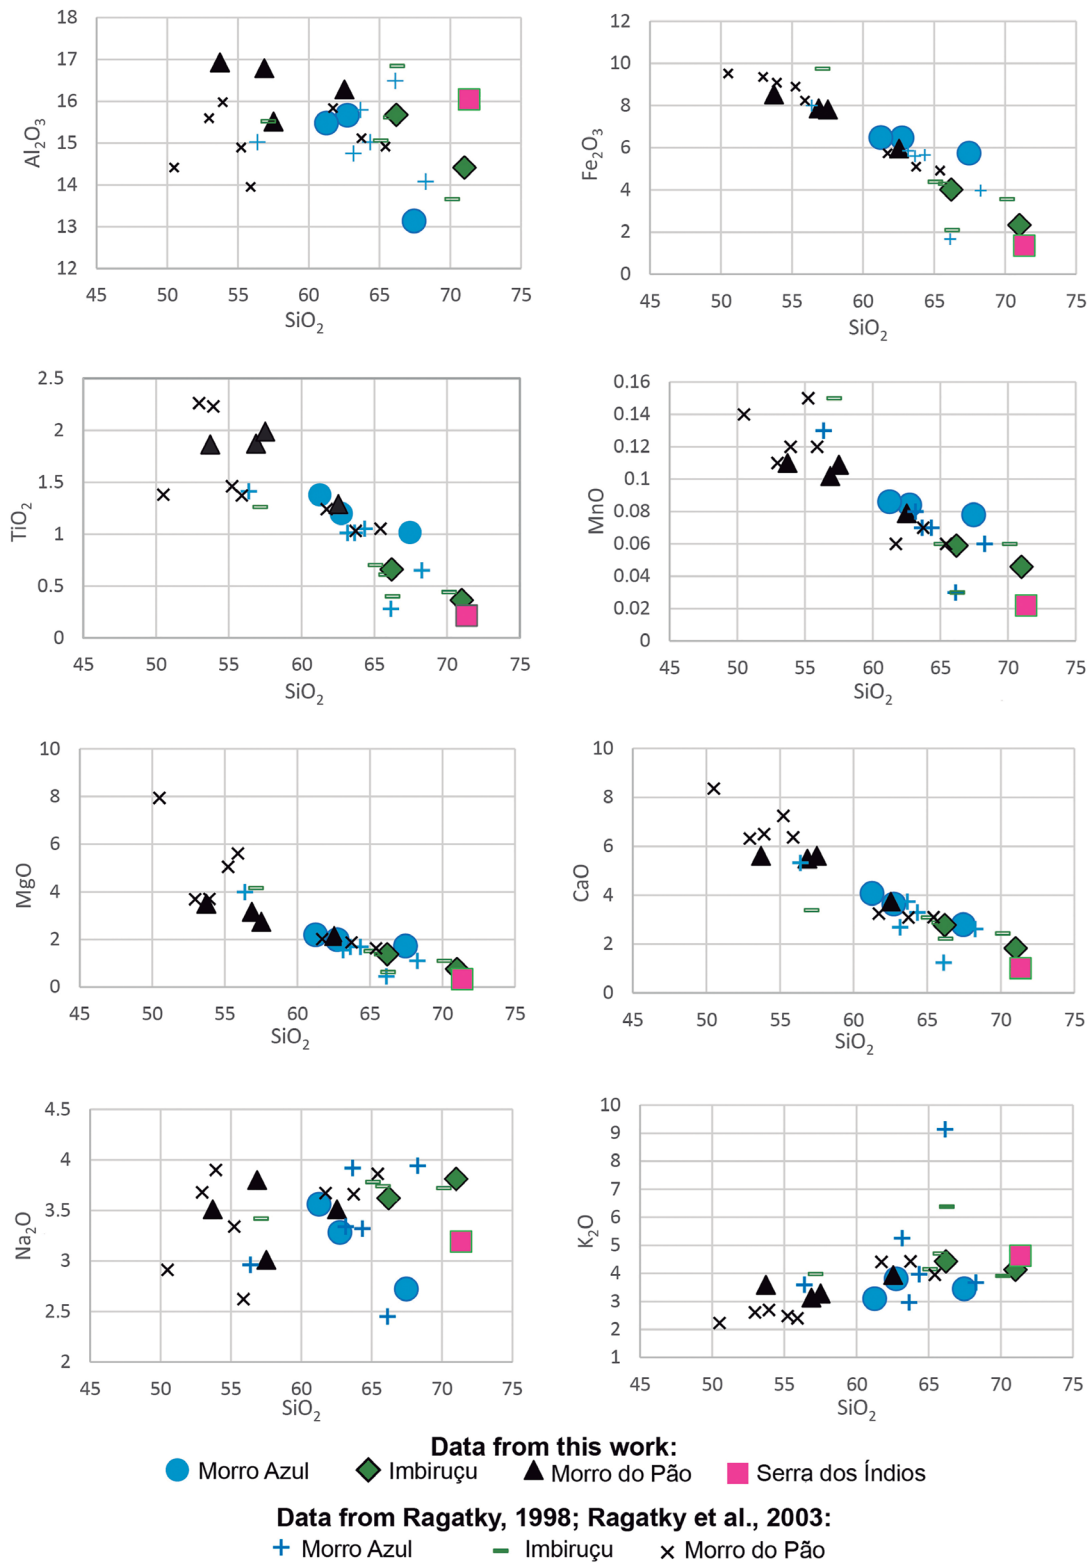 18
17
16
15
14
13
12
Al2O3
45 50 55 60 65 70 75
SiO2
12
10
8
6
4
2
0
Fe2O3
45 50 55 60 65 70 75
SiO2
2.5
2
1.5
1
0.5
0
TiO2
45 50 55 60 65 70 75
SiO2
0.16
0.14
0.12
0.1
0.08
0.06
0.04
0.02
0
MnO
45 50 55 60 65 70 75
SiO2
10
8
6
4
2
0
MgO
45 50 55 60 65 70 75
SiO2
10
8
6
4
2
0
CaO
45 50 55 60 65 70 75
SiO2
4.5
4
3.5
3
2.5
2
Na2O
45 50 55 60 65 70 75
SiO2
10
9
8
7
6
5
4
3
2
1
K2O
45 50 55 60 65 70 75
SiO2
Data from this work:
Morro Azul Imbiruçu Morro do Pão Serra dos Índios
Data from Ragatky, 1998; Ragatky et al., 2003:
Morro Azul Imbiruçu Morro do Pão